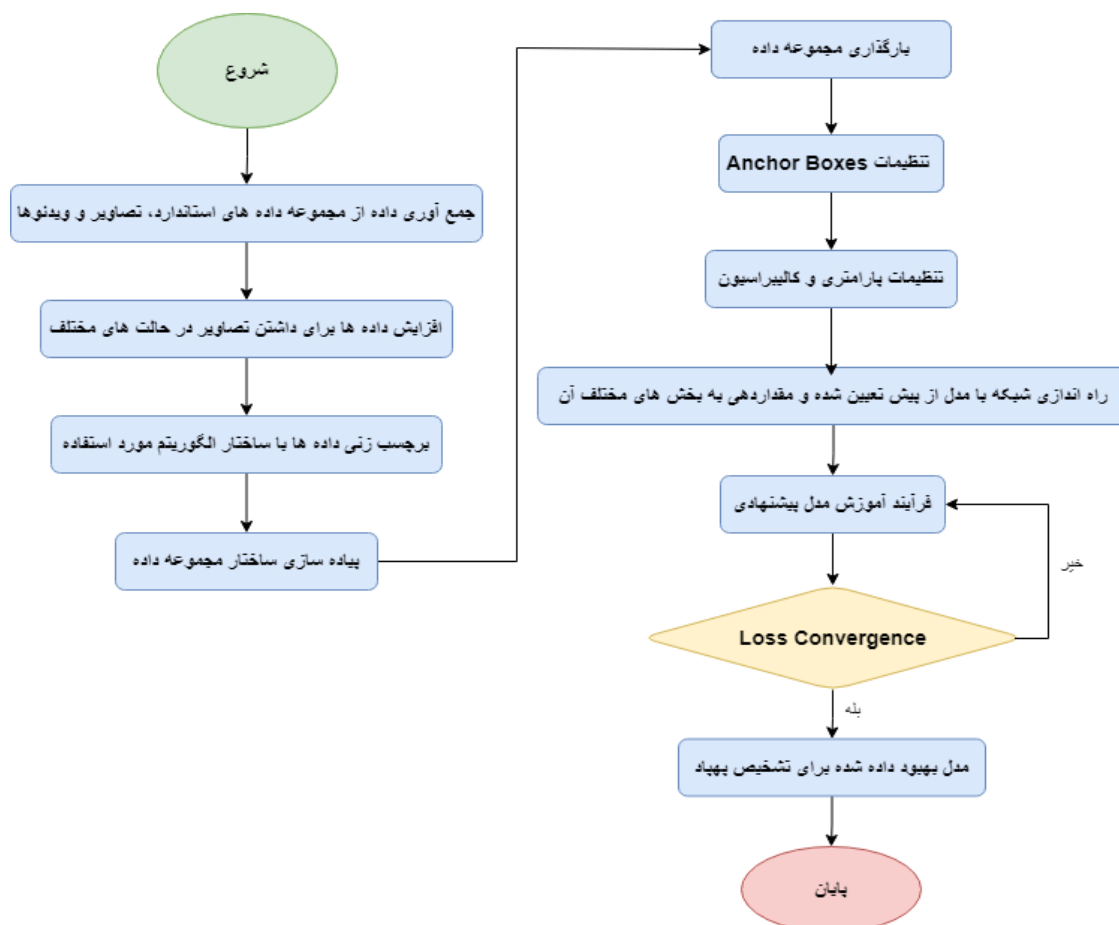 شروع
جمع آوری داده از مجموعه داده های استاندارد، تصاویر و ویدئوها
افزایش داده ها برای داشتن تصاویر در حالت های مختلف
برچسب زنی داده ها با ساختار الگوریتم مورد استفاده
پیاده سازی ساختار مجموعه داده
بارگذاری مجموعه داده
تنظیمات Anchor Boxes
تنظیمات پارامتری و کالیبراسیون
راه اندازی شبکه با مدل از پیش تعیین شده و مقداردهی به بخش های مختلف آن
فرآیند آموزش مدل پیشنهادی
خیر
Loss Convergence
بله
مدل بهبود داده شده برای تشخیص پهپاد
پایان